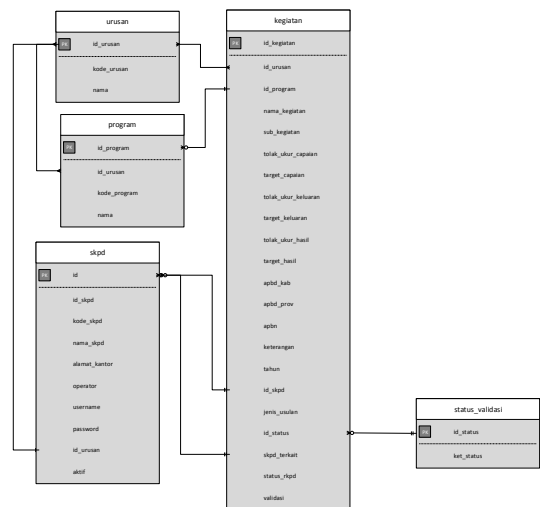 urusan
PK id_urusan
kode_urusan
nama
program
PK id_program
id_urusan
kode_program
nama
skpd
PK id
id_skpd
kode_skpd
nama_skpd
alamat_kantor
operator
username
password
id_urusan
aktif
kegiatan
PK id_kegiatan
id_urusan
id_program
nama_kegiatan
sub_kegiatan
tolak_ukur_capaian
target_capaian
tolak_ukur_keluaran
target_keluaran
tolak_ukur_hasil
target_hasil
apbd_kab
apbd_prov
apbn
keterangan
tahun
id_skpd
jenis_usulan
id_status
skpd_terkait
status_rkpd
validasi
status_validasi
PK id_status
ket_status